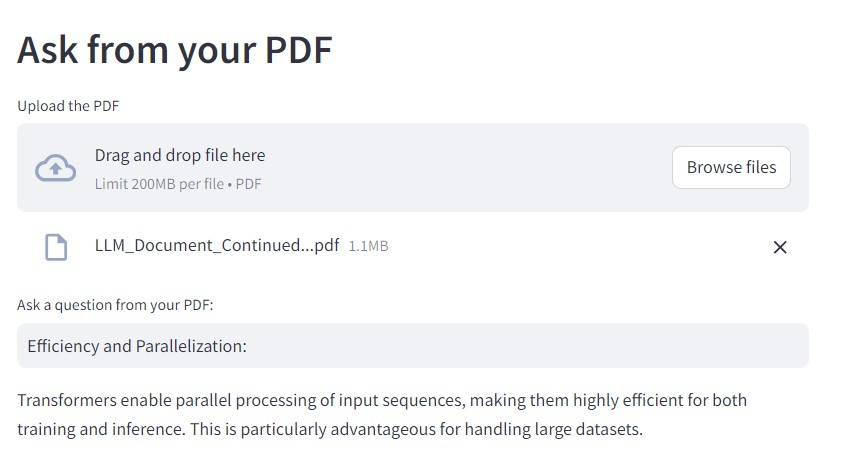 Ask from your PDF
Upload the PDF
Drag and drop file here
Limit 200MB per file • PDF
Browse files
LLM_Document_Continued...pdf 1.1MB
Ask a question from your PDF:
Efficiency and Parallelization:
Transformers enable parallel processing of input sequences, making them highly efficient for both
training and inference. This is particularly advantageous for handling large datasets.